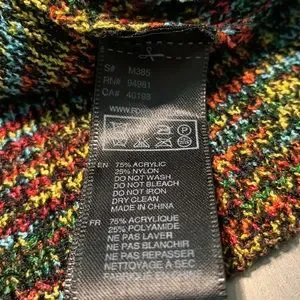 S# M385
RN# 94981
CA# 40198
EN 75% ACRYLIC
25% NYLON
DO NOT WASH
DO NOT BLEACH
DO NOT IRON
DRY CLEAN
MADE IN CHINA
FR 75% ACRYLIQUE
25% POLYAMIDE
NE PAS LAVER
NE PAS BLANCHIR
NE PAS REPASSER
NETTOYAGE A SEC